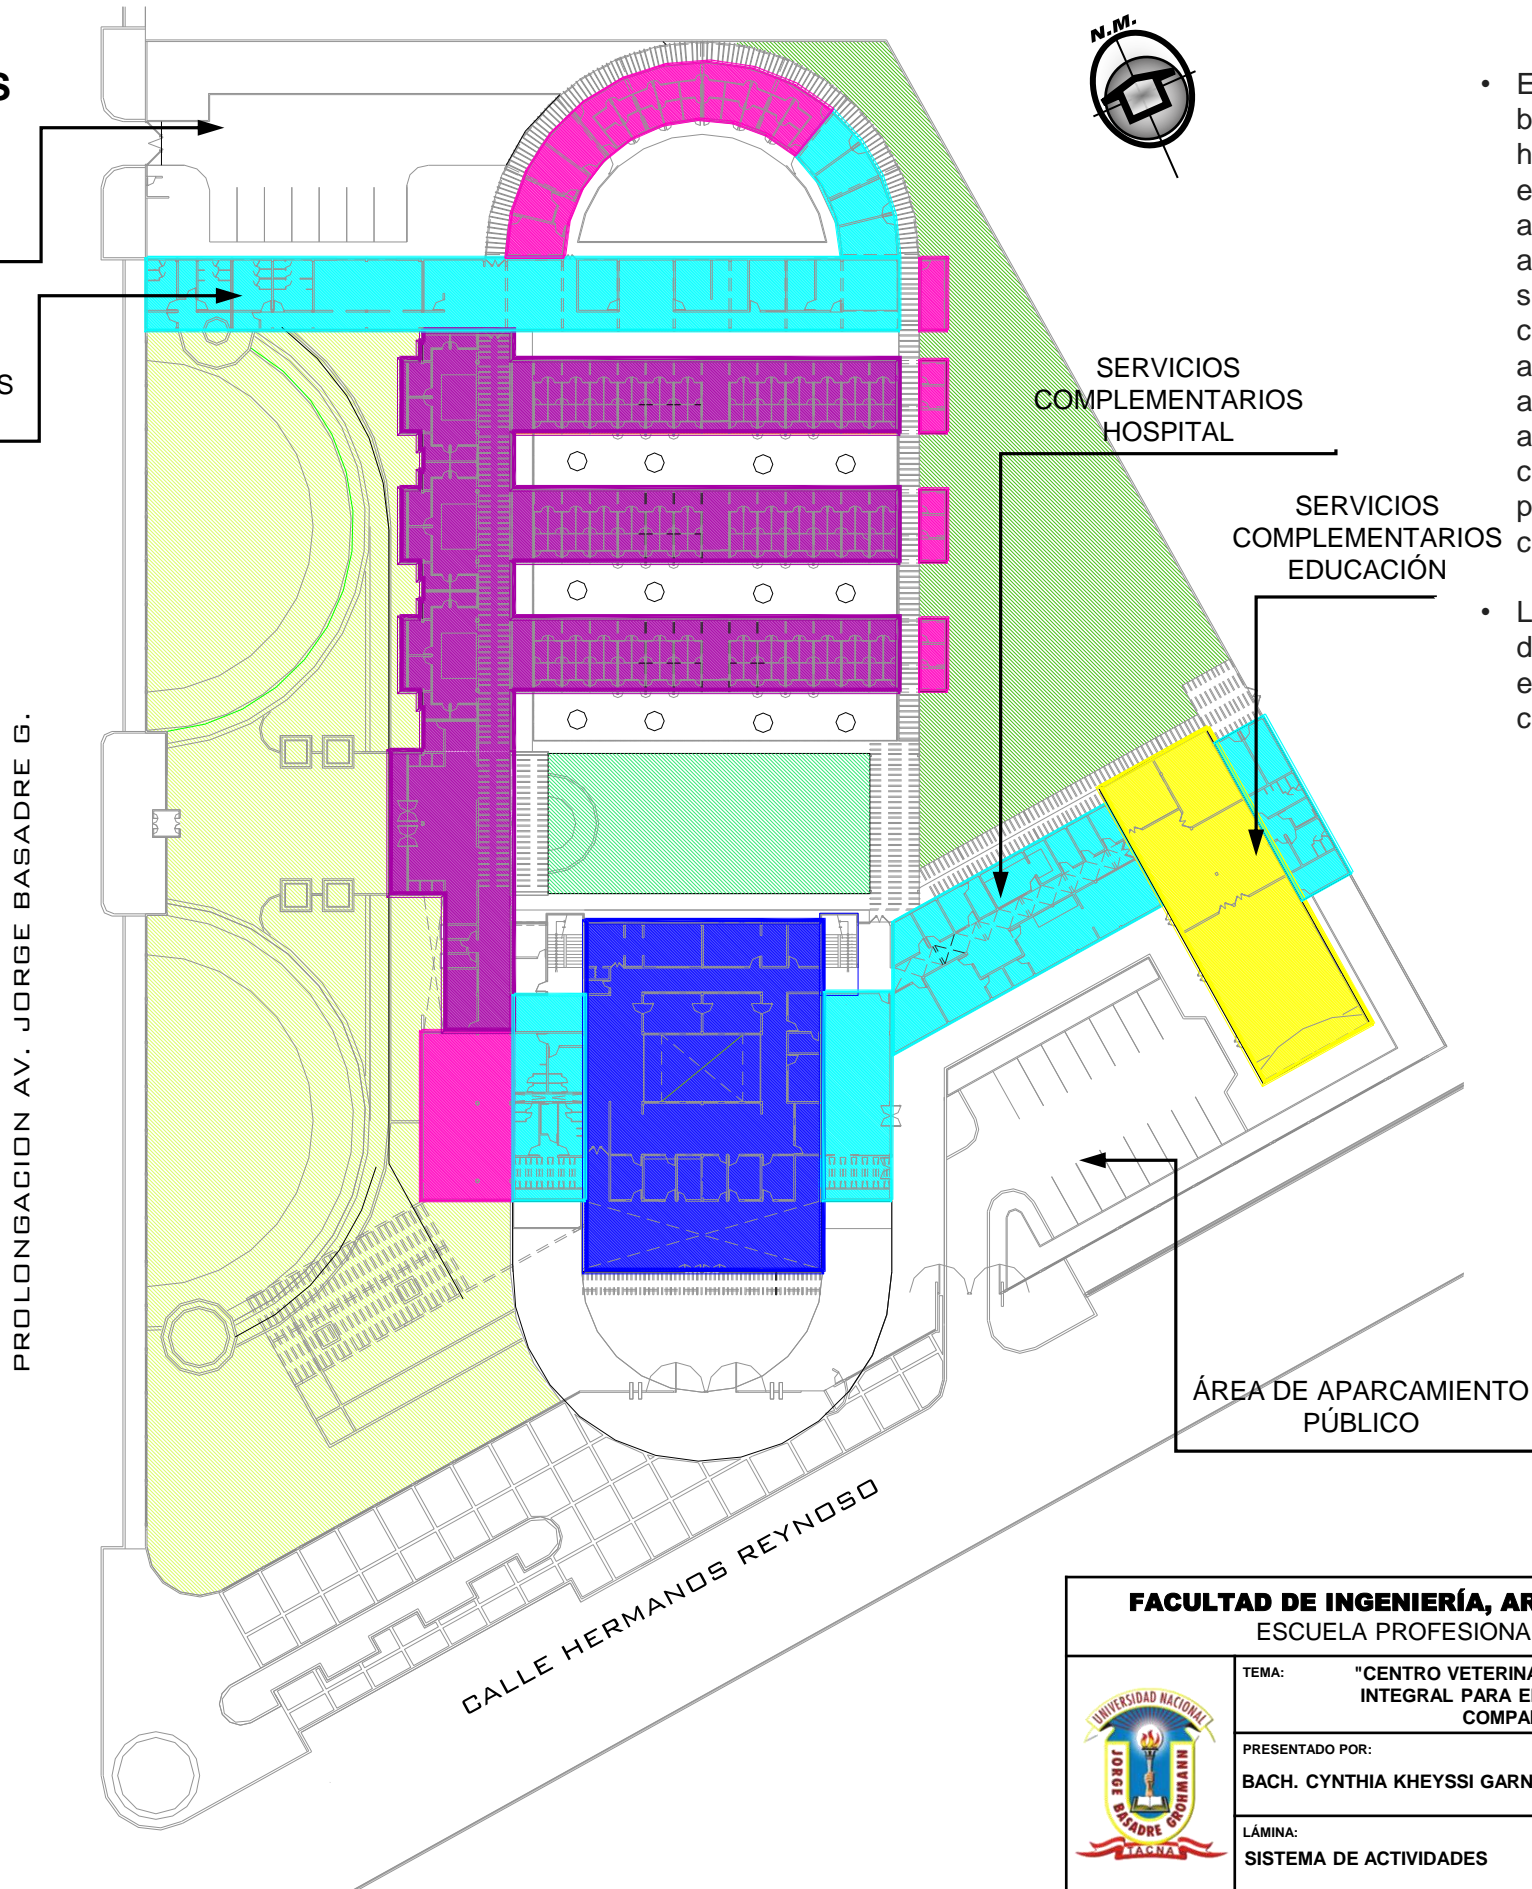 S
N.M.
S
SERVICIOS
COMPLEMENTARIOS
HOSPITAL
SERVICIOS
COMPLEMENTARIOS
EDUCACIÓN
• E
b
h
e
a
a
s
c
a
a
a
c
p
c
• L
d
e
c
PROLONGACION AV. JORGE BASADRE G.
ÁREA DE APARCAMIENTO
PÚBLICO
CALLE HERMANOS REYNOSO
FACULTAD DE INGENIERÍA, AR
ESCUELA PROFESIONA
UNIVERSIDAD NACIONAL
JORGE BASADRE GROHMANN
TACNA
TEMA:
"CENTRO VETERINA
INTEGRAL PARA E
COMPA
PRESENTADO POR:
BACH. CYNTHIA KHEYSSI GARN
LÁMINA:
SISTEMA DE ACTIVIDADES